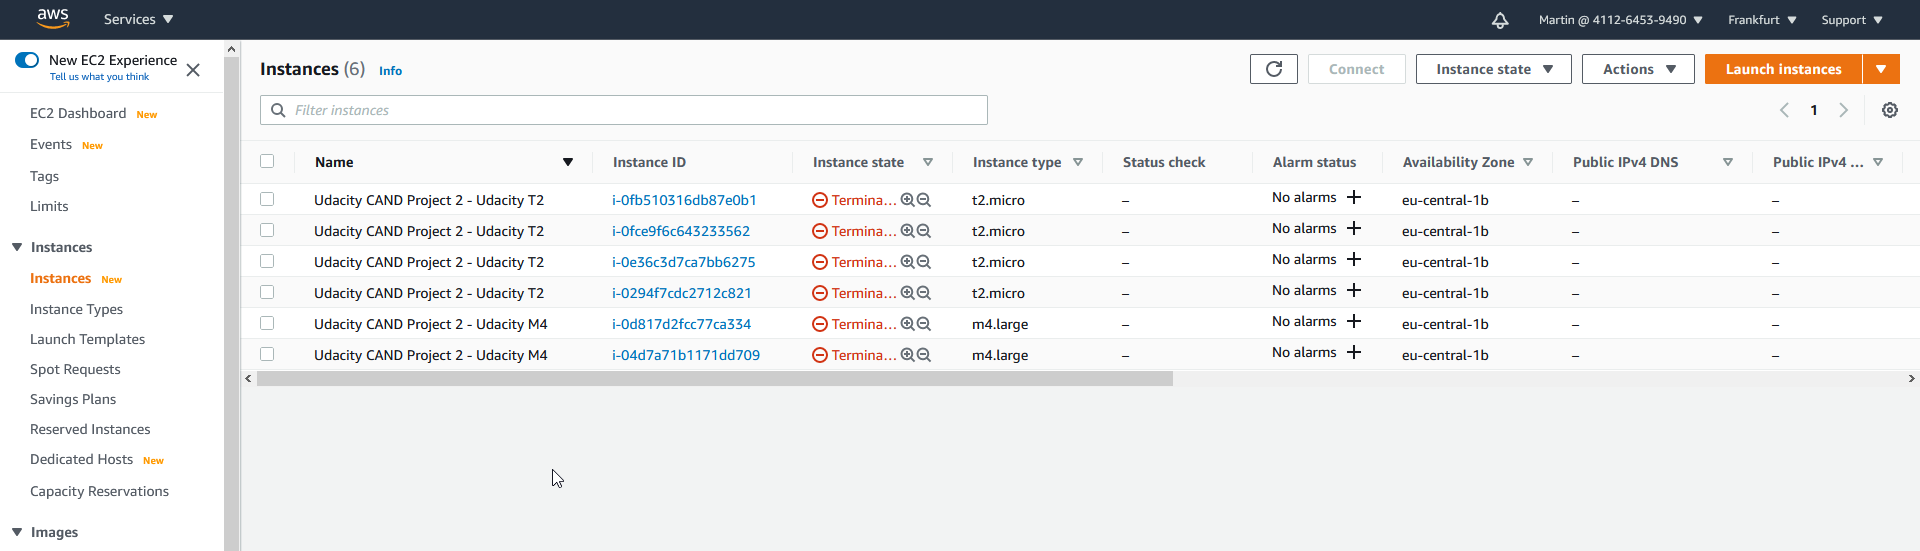 aws Services Martin @ 4112-6453-9490 Frankfurt Support
New EC2 Experience
Tell us what you think
EC2 Dashboard New
Events New
Tags
Limits
Instances
Instances New
Instance Types
Launch Templates
Spot Requests
Savings Plans
Reserved Instances
Dedicated Hosts New
Capacity Reservations
Images
Instances (6) Info Connect Instance state Actions Launch instances
Filter instances 1
Name Instance ID Instance state Instance type Status check Alarm status Availability Zone Public IPv4 DNS Public IPv4 ...
Udacity CAND Project 2 - Udacity T2 i-0fb510316db87e0b1 Termina... t2.micro – No alarms + eu-central-1b – –
Udacity CAND Project 2 - Udacity T2 i-0fce9f6c643233562 Termina... t2.micro – No alarms + eu-central-1b – –
Udacity CAND Project 2 - Udacity T2 i-0e36c3d7ca7bb6275 Termina... t2.micro – No alarms + eu-central-1b – –
Udacity CAND Project 2 - Udacity T2 i-0294f7cdc2712c821 Termina... t2.micro – No alarms + eu-central-1b – –
Udacity CAND Project 2 - Udacity M4 i-0d817d2fcc77ca334 Termina... m4.large – No alarms + eu-central-1b – –
Udacity CAND Project 2 - Udacity M4 i-04d7a71b1171dd709 Termina... m4.large – No alarms + eu-central-1b – –